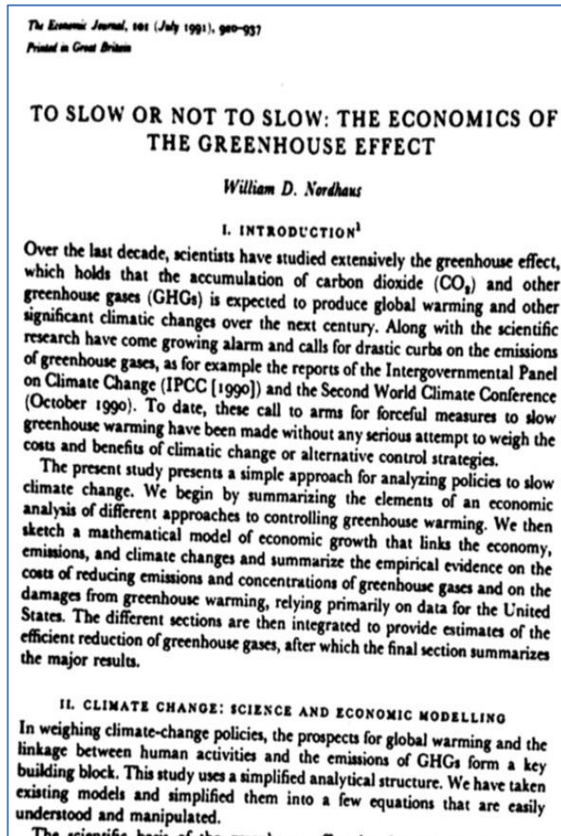 The Economic Journal, 101 (July 1991), 920–937
Printed in Great Britain
TO SLOW OR NOT TO SLOW: THE ECONOMICS OF
THE GREENHOUSE EFFECT
William D. Nordhaus
I. INTRODUCTION¹
Over the last decade, scientists have studied extensively the greenhouse effect,
which holds that the accumulation of carbon dioxide (CO₂) and other
greenhouse gases (GHGs) is expected to produce global warming and other
significant climatic changes over the next century. Along with the scientific
research have come growing alarm and calls for drastic curbs on the emissions
of greenhouse gases, as for example the reports of the Intergovernmental Panel
on Climate Change (IPCC [1990]) and the Second World Climate Conference
(October 1990). To date, these call to arms for forceful measures to slow
greenhouse warming have been made without any serious attempt to weigh the
costs and benefits of climatic change or alternative control strategies.
The present study presents a simple approach for analyzing policies to slow
climate change. We begin by summarizing the elements of an economic
analysis of different approaches to controlling greenhouse warming. We then
sketch a mathematical model of economic growth that links the economy,
emissions, and climate changes and summarize the empirical evidence on the
costs of reducing emissions and concentrations of greenhouse gases and on the
damages from greenhouse warming, relying primarily on data for the United
States. The different sections are then integrated to provide estimates of the
efficient reduction of greenhouse gases, after which the final section summarizes
the major results.
II. CLIMATE CHANGE: SCIENCE AND ECONOMIC MODELLING
In weighing climate-change policies, the prospects for global warming and the
linkage between human activities and the emissions of GHGs form a key
building block. This study uses a simplified analytical structure. We have taken
existing models and simplified them into a few equations that are easily
understood and manipulated.
The scientific basis of the